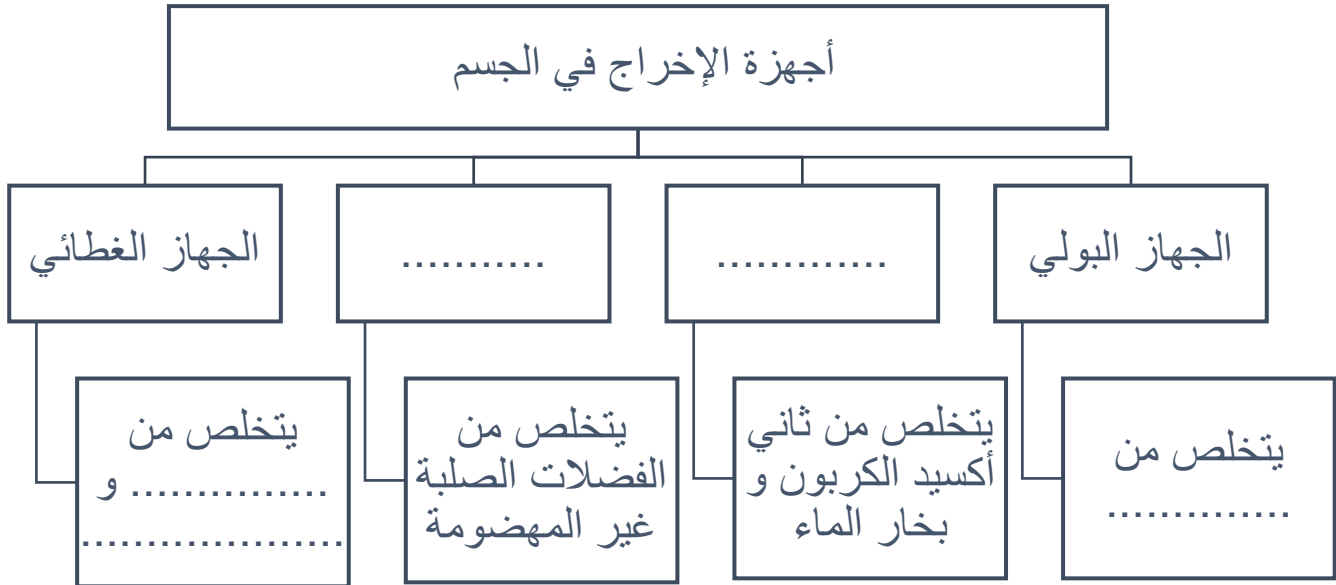 أجهزة الإخراج في الجسم
الجهاز البولي
.............
...........
الجهاز الغطائي
يتخلص من
.............
يتخلص من ثاني
أكسيد الكربون و
بخار الماء
يتخلص من
الفضلات الصلبة
غير المهضومة
يتخلص من
............... و
....................